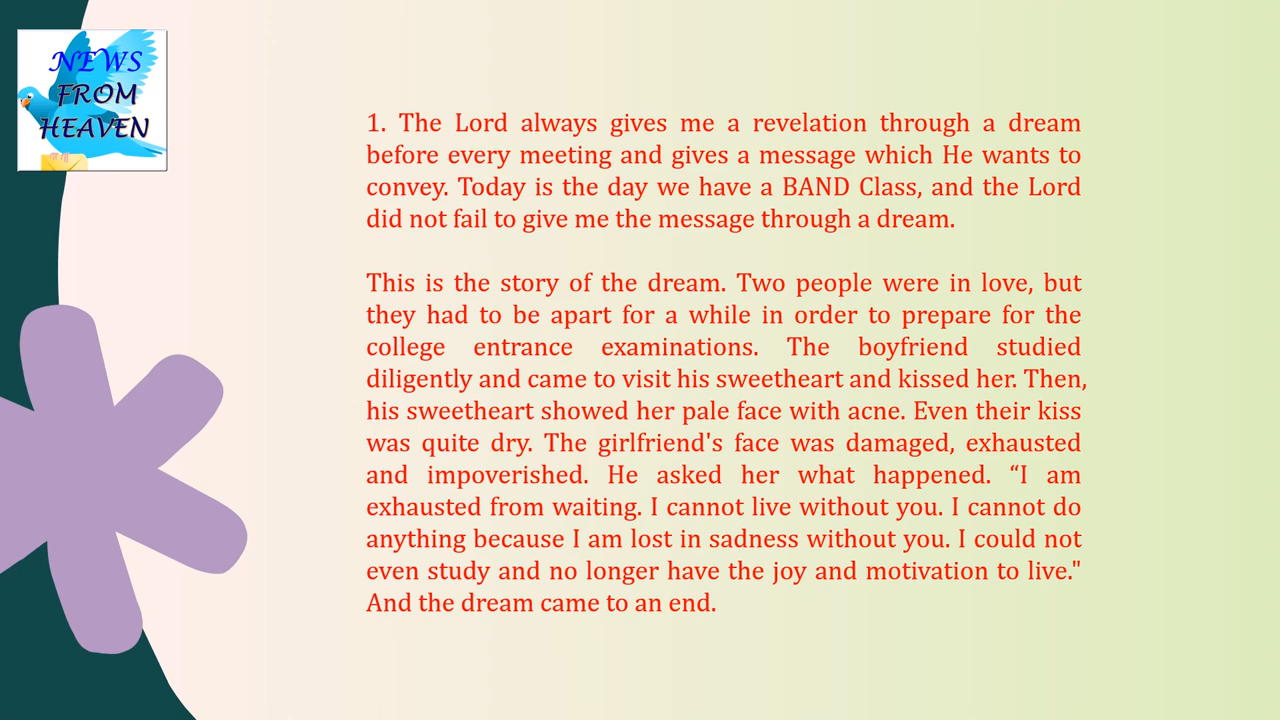 NEWS
FROM
HEAVEN
1. The Lord always gives me a revelation through a dream
before every meeting and gives a message which He wants to
convey. Today is the day we have a BAND Class, and the Lord
did not fail to give me the message through a dream.
This is the story of the dream. Two people were in love, but
they had to be apart for a while in order to prepare for the
college entrance examinations. The boyfriend studied
diligently and came to visit his sweetheart and kissed her. Then,
his sweetheart showed her pale face with acne. Even their kiss
was quite dry. The girlfriend's face was damaged, exhausted
and impoverished. He asked her what happened. “I am
exhausted from waiting. I cannot live without you. I cannot do
anything because I am lost in sadness without you. I could not
even study and no longer have the joy and motivation to live."
And the dream came to an end.